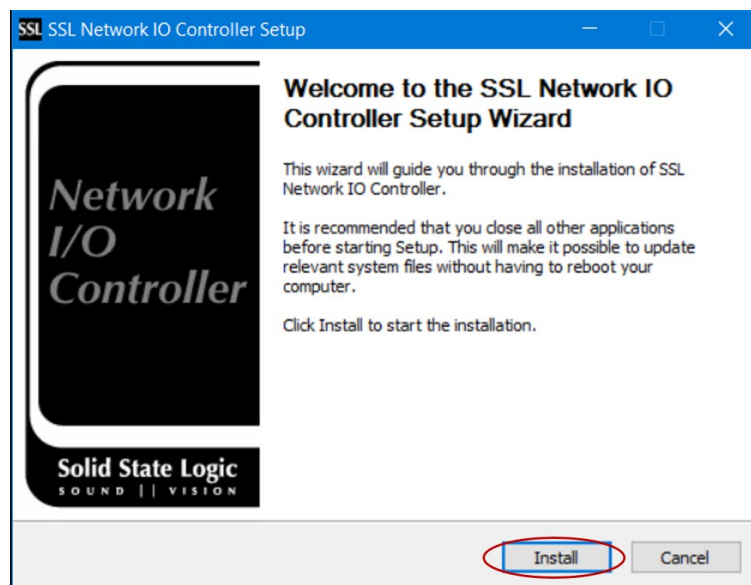 SSL SSL Network IO Controller Setup
Network
I/O
Controller
Solid State Logic
SOUND || VISION
Welcome to the SSL Network IO
Controller Setup Wizard
This wizard will guide you through the installation of SSL
Network IO Controller.
It is recommended that you close all other applications
before starting Setup. This will make it possible to update
relevant system files without having to reboot your
computer.
Click Install to start the installation.
Install
Cancel